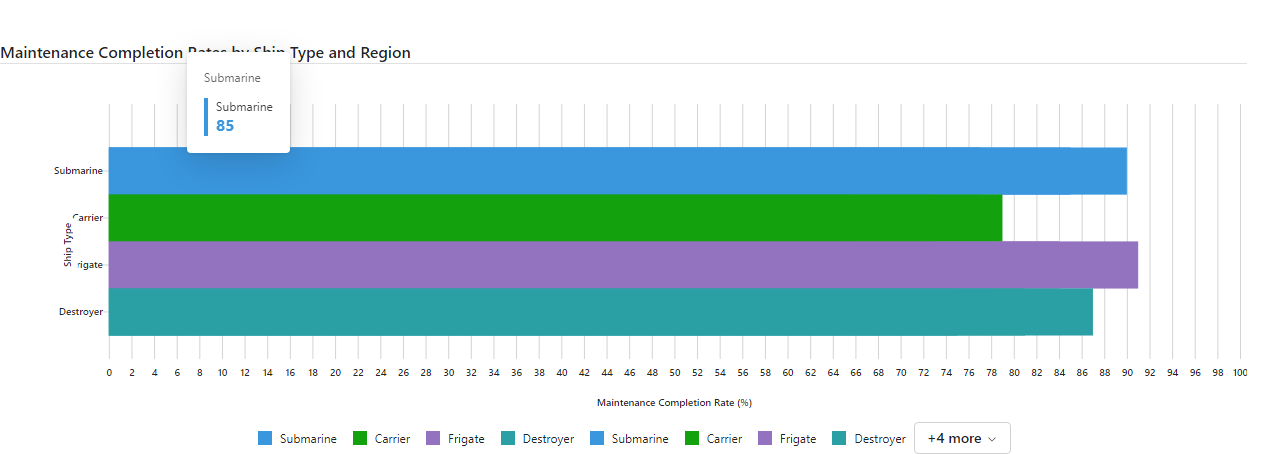 Maintenance Completion Rates by Ship Type and Region
Submarine
Submarine
85
Submarine
Carrier
rigate
Destroyer
Ship Type
0 2 4 6 8 10 12 14 16 18 20 22 24 26 28 30 32 34 36 38 40 42 44 46 48 50 52 54 56 58 60 62 64 66 68 70 72 74 76 78 80 82 84 86 88 90 92 94 96 98 100
Maintenance Completion Rate (%)
Submarine Carrier Frigate Destroyer Submarine Carrier Frigate Destroyer +4 more